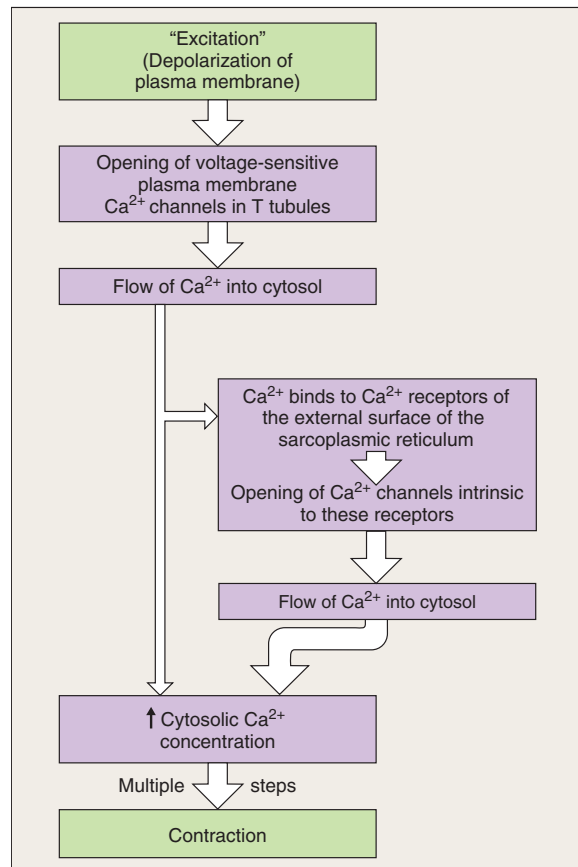 “Excitation”
(Depolarization of
plasma membrane)
Opening of voltage-sensitive
plasma membrane
Ca²⁺ channels in T tubules
Flow of Ca²⁺ into cytosol
Ca²⁺ binds to Ca²⁺ receptors of
the external surface of the
sarcoplasmic reticulum
Opening of Ca²⁺ channels intrinsic
to these receptors
Flow of Ca²⁺ into cytosol
↑ Cytosolic Ca²⁺
concentration
Multiple steps
Contraction